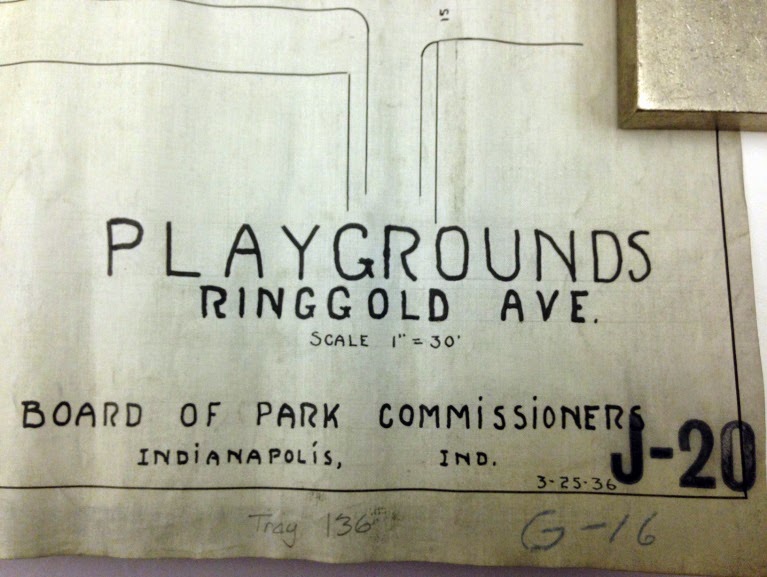 15
PLAYGROUNDS
RINGGOLD AVE.
SCALE 1" = 30'
BOARD OF PARK COMMISSIONERS
INDIANAPOLIS, IND.
3-25-36
J-20
Tray 136
G-16